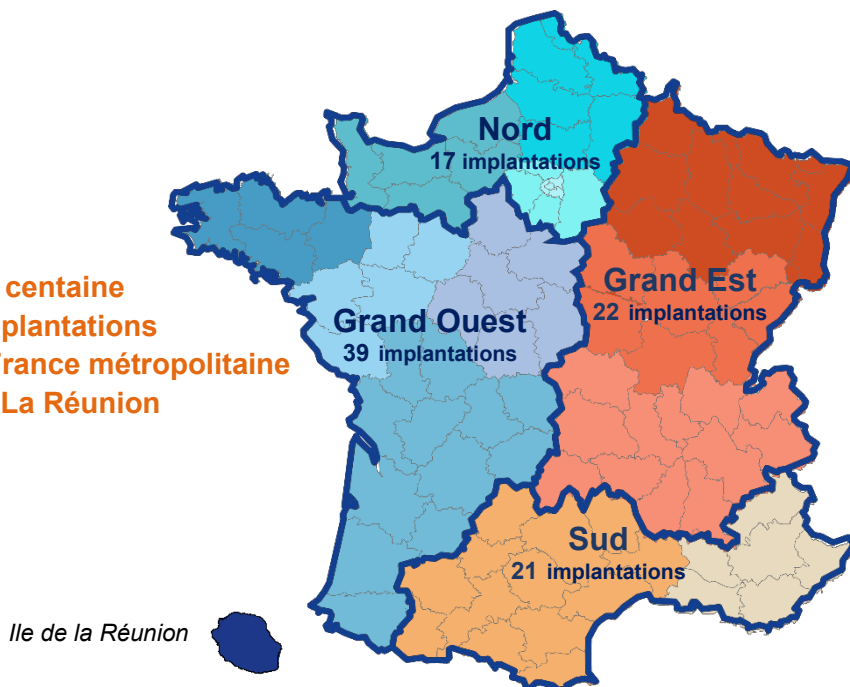 Nord
17 implantations
Grand Est
22 implantations
centaine
plantations
France métropolitaine
La Réunion
Grand Ouest
39 implantations
Sud
21 implantations
Ile de la Réunion